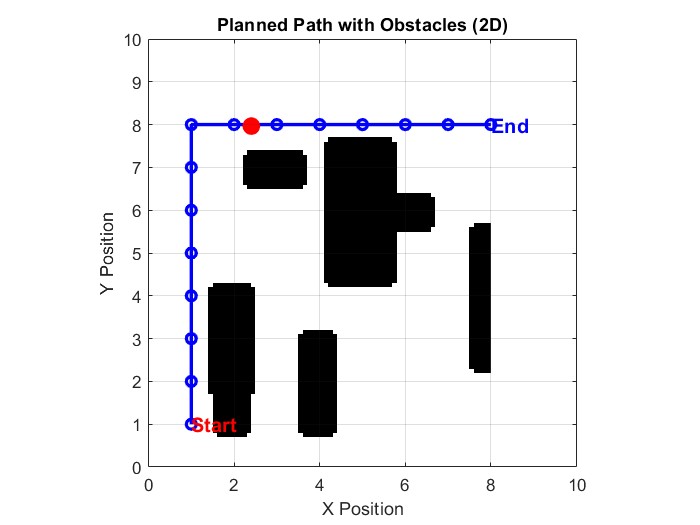 Planned Path with Obstacles (2D)
10
9
8
7
6
5
4
3
2
1
0
Y Position
End
Start
0 2 4 6 8 10
X Position